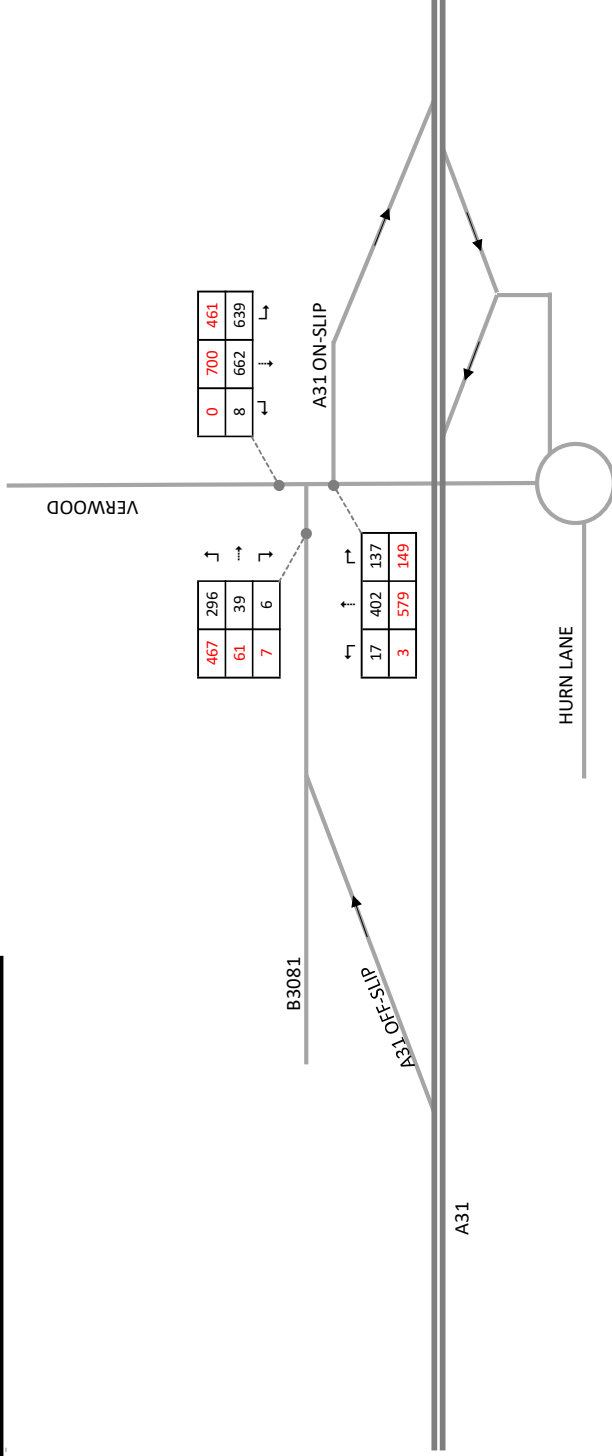 VERWOOD
0 700 461
8 662 639
467 296
61 39
7 6
A31 ON-SLIP
17 402 137
3 579 149
B3081
A31 OFF-SLIP
A31
HURN LANE